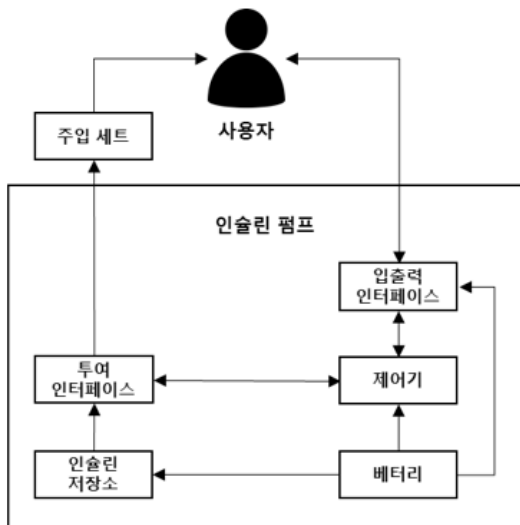 사용자
주입 세트
인슐린 펌프
입출력
인터페이스
투여
인터페이스
제어기
인슐린
저장소
베터리